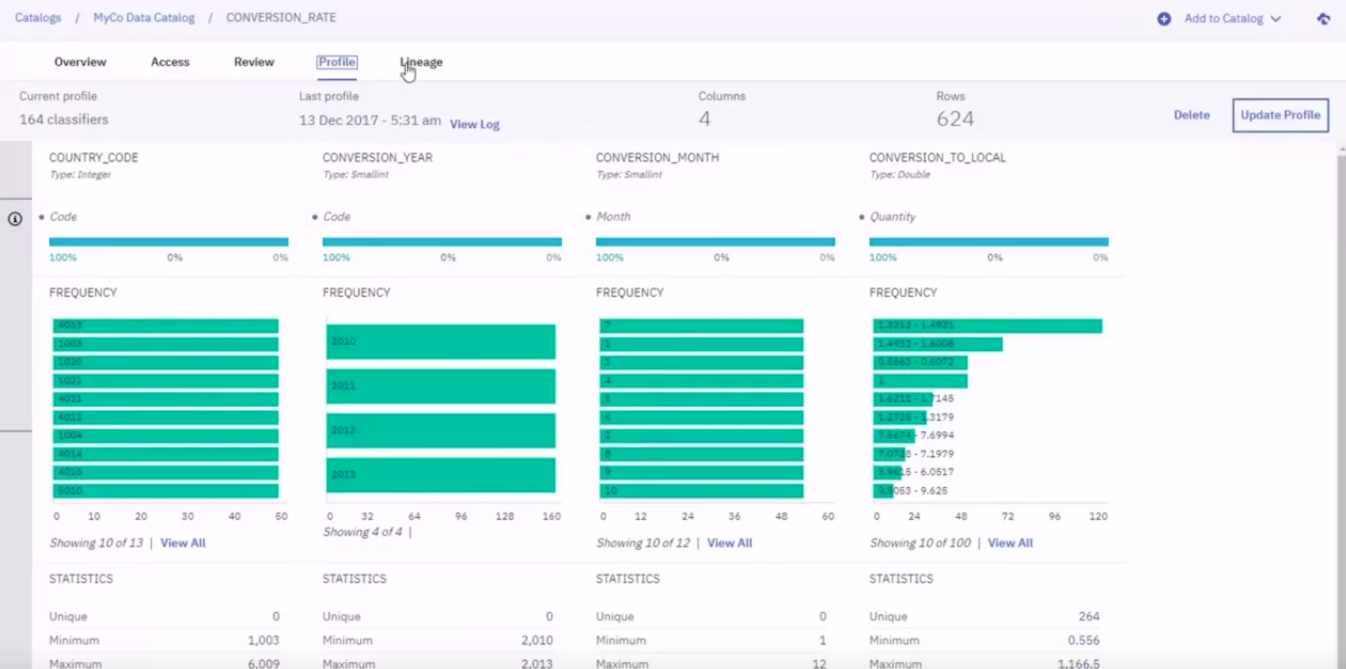 Catalogs / MyCo Data Catalog / CONVERSION_RATE
Add to Catalog
Overview Access Review Profile Lineage
Current profile Last profile Columns Rows
164 classifiers 13 Dec 2017 - 5:31 am View Log 4 624 Delete Update Profile
COUNTRY_CODE CONVERSION_YEAR CONVERSION_MONTH CONVERSION_TO_LOCAL
Type: Integer Type: Smallint Type: Smallint Type: Double
• Code • Code • Month • Quantity
100% 0% 0% 100% 0% 0% 100% 0% 0% 100% 0% 0%
FREQUENCY FREQUENCY FREQUENCY FREQUENCY
4013
1003
1020
1021
4011
4012
1004
4014
4016
5010
0 10 20 30 40 50
Showing 10 of 13 | View All
2010
2011
2012
2013
0 32 64 96 128 160
Showing 4 of 4 |
7
1
3
4
5
6
2
8
9
10
0 12 24 36 48 60
Showing 10 of 12 | View All
1.3212 - 1.4921
1.4932 - 1.6008
0.5563 - 0.6072
1
1.6211 - 1.7145
1.2725 - 1.3179
7.6994
7.0728 - 7.1979
5.9615 - 6.0517
9.5053 - 9.625
0 24 48 72 96 120
Showing 10 of 100 | View All
STATISTICS STATISTICS STATISTICS STATISTICS
Unique 0 Unique 0 Unique 0 Unique 264
Minimum 1,003 Minimum 2,010 Minimum 1 Minimum 0.556
Maximum 6,009 Maximum 2,013 Maximum 12 Maximum 1,166.5